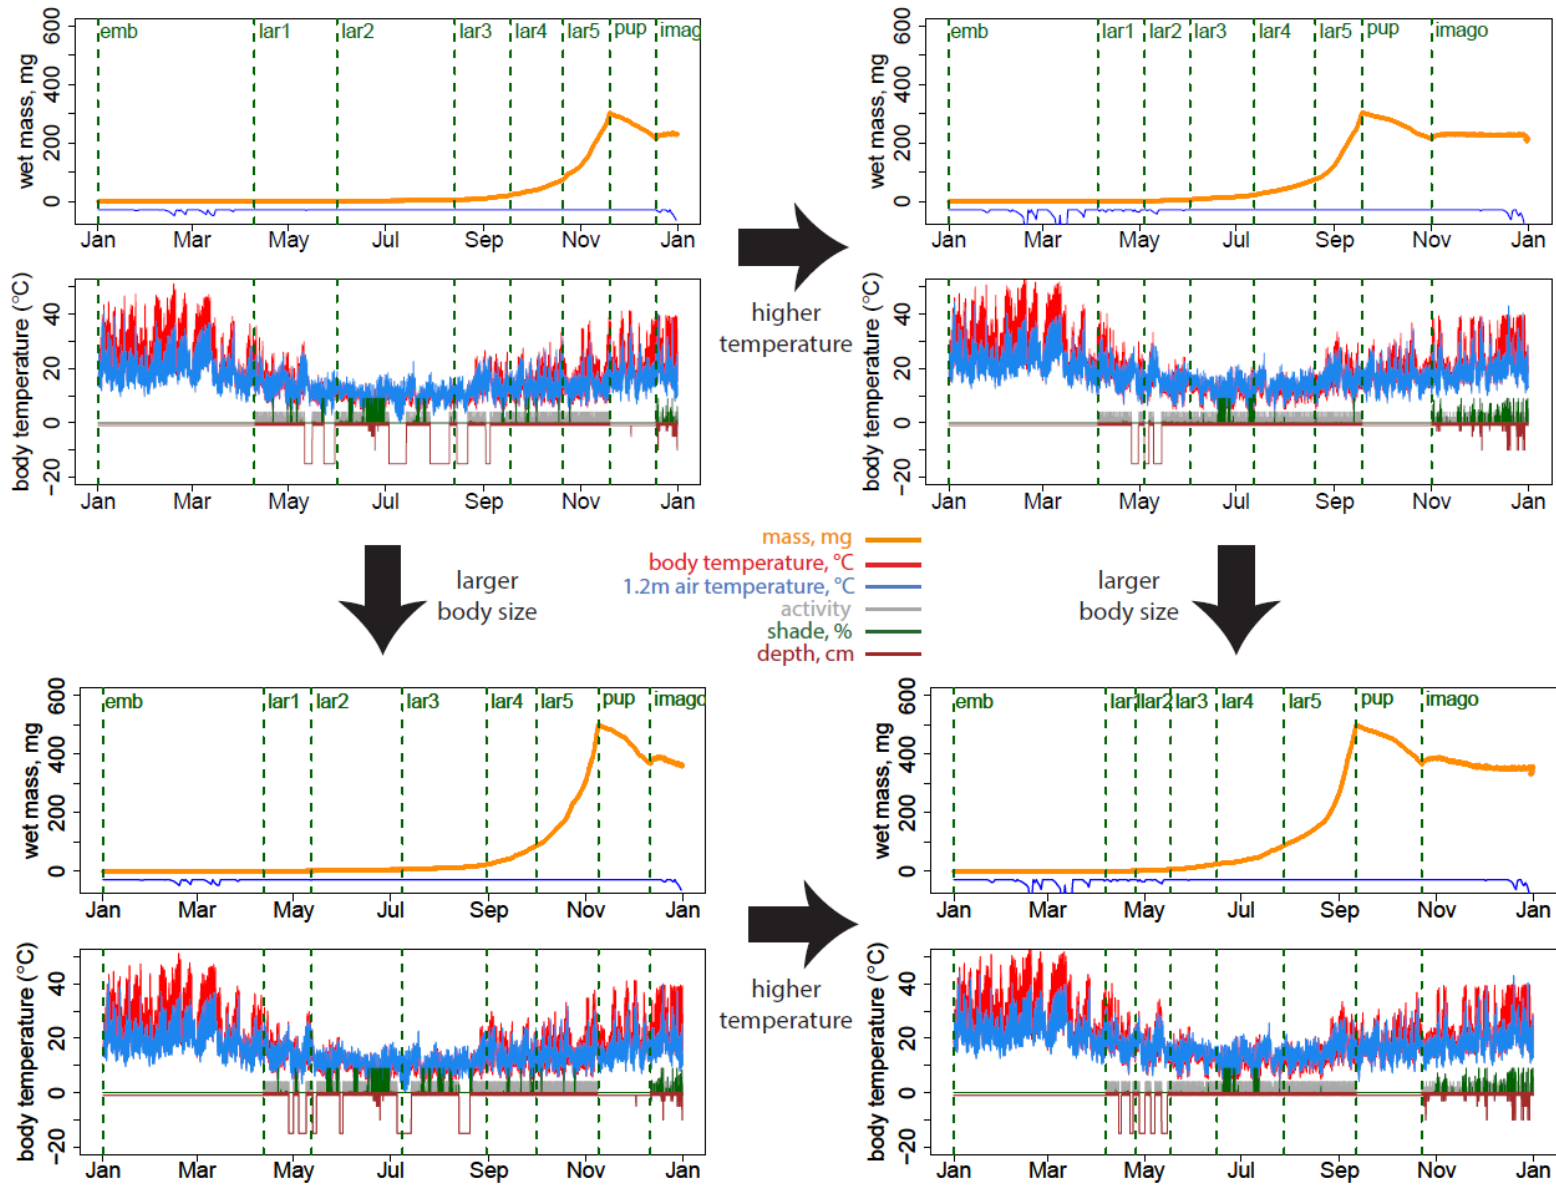 600
400
200
0
wet mass, mg
emb
lar1
lar2
lar3
lar4
lar5
pup
imag
Jan Mar May Jul Sep Nov Jan
600
400
200
0
wet mass, mg
emb
lar1
lar2
lar3
lar4
lar5
pup
imago
Jan Mar May Jul Sep Nov Jan
higher
temperature
40
20
0
−20
body temperature (°C)
Jan Mar May Jul Sep Nov Jan
40
20
0
−20
body temperature (°C)
Jan Mar May Jul Sep Nov Jan
larger
body size
mass, mg
body temperature, °C
1.2m air temperature, °C
activity
shade, %
depth, cm
larger
body size
600
400
200
0
wet mass, mg
emb
lar1
lar2
lar3
lar4
lar5
pup
imago
Jan Mar May Jul Sep Nov Jan
600
400
200
0
wet mass, mg
emb
lar1
lar2
lar3
lar4
lar5
pup
imago
Jan Mar May Jul Sep Nov Jan
higher
temperature
40
20
0
−20
body temperature (°C)
Jan Mar May Jul Sep Nov Jan
40
20
0
−20
body temperature (°C)
Jan Mar May Jul Sep Nov Jan